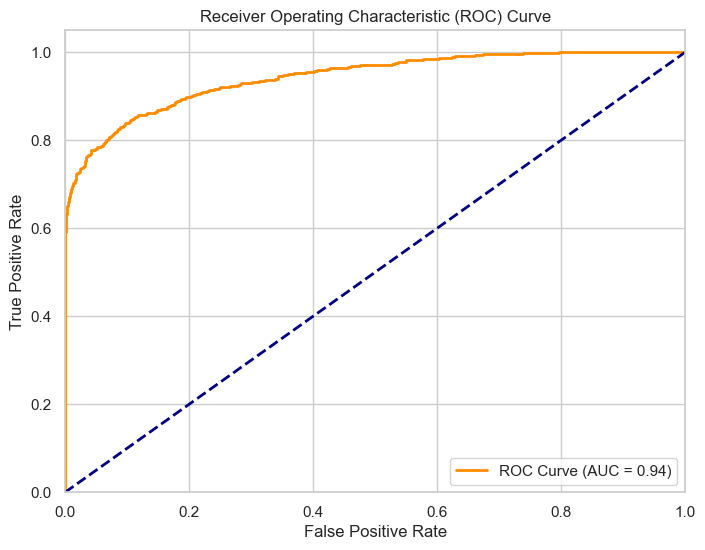 Receiver Operating Characteristic (ROC) Curve
1.0
0.8
0.6
0.4
0.2
0.0
True Positive Rate
ROC Curve (AUC = 0.94)
0.0 0.2 0.4 0.6 0.8 1.0
False Positive Rate